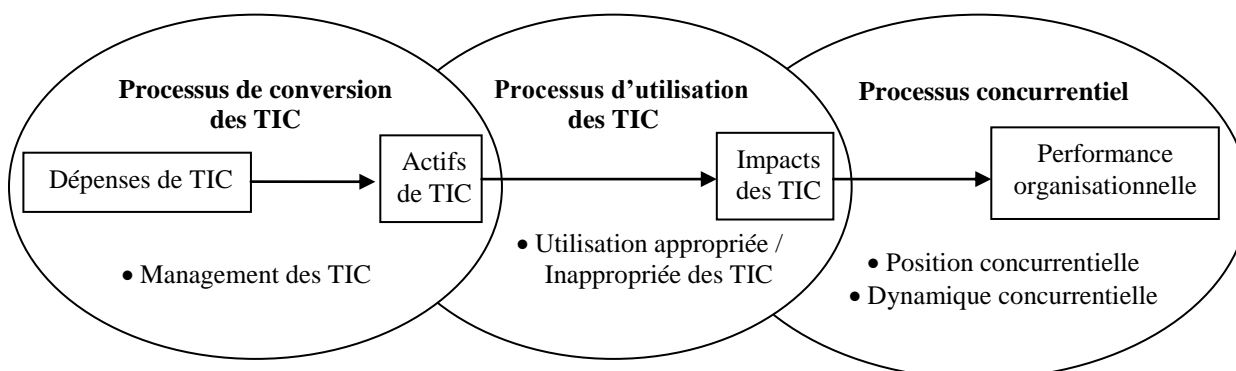 Processus de conversion
des TIC
Dépenses de TIC
Actifs
de TIC
• Management des TIC
Processus d’utilisation
des TIC
Impacts
des TIC
• Utilisation appropriée /
Inappropriée des TIC
Processus concurrentiel
Performance
organisationnelle
• Position concurrentielle
• Dynamique concurrentielle